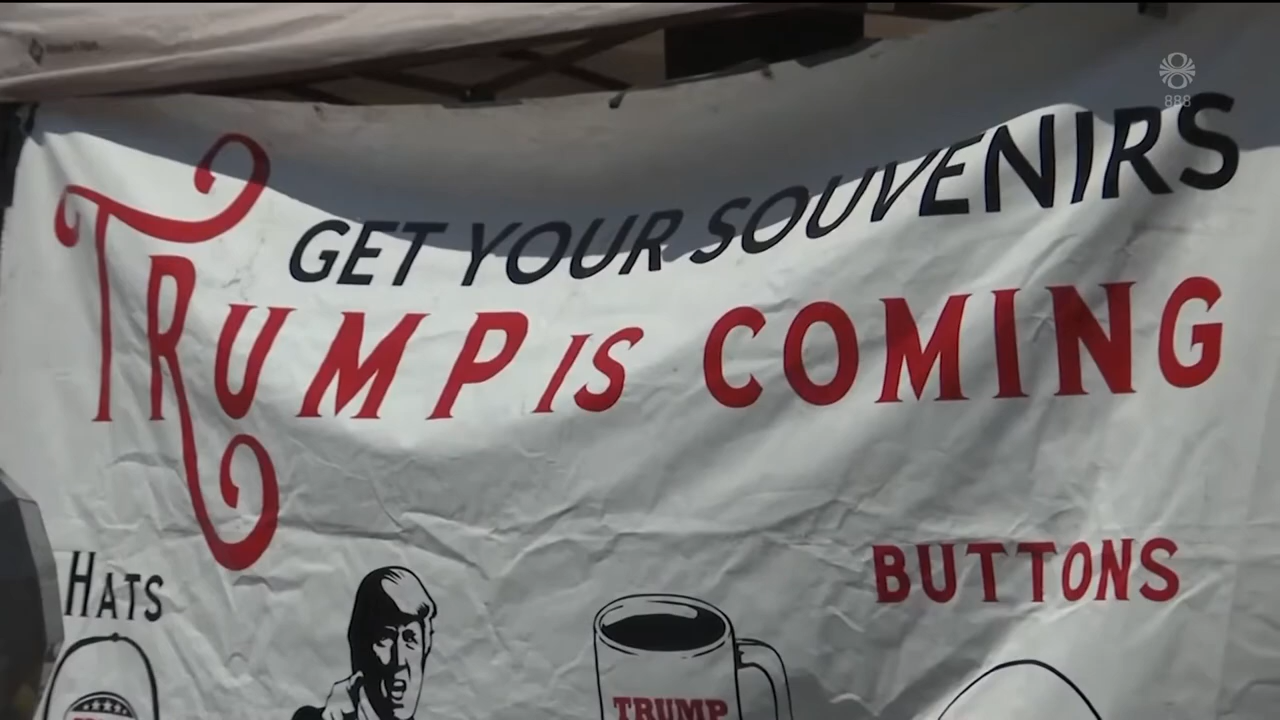 888
GET YOUR SOUVENIRS
TRUMP IS COMING
HATS
BUTTONS
TRUMP